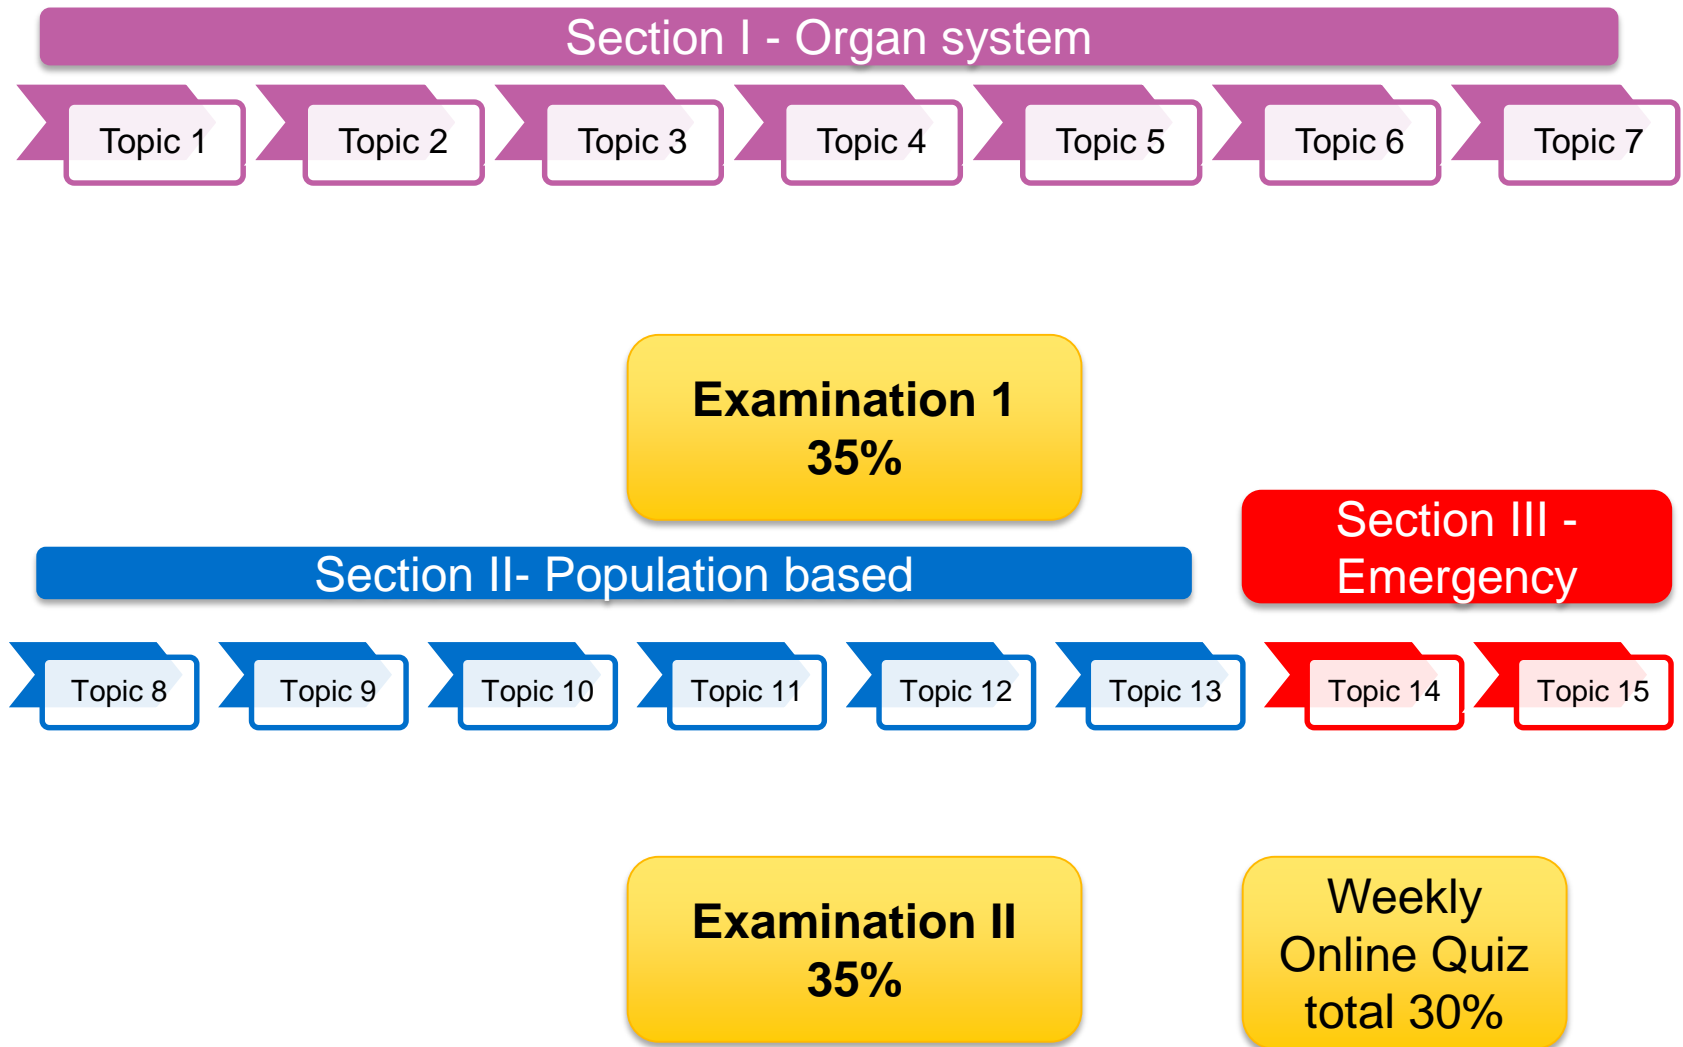 Section I - Organ system
Topic 1
Topic 2
Topic 3
Topic 4
Topic 5
Topic 6
Topic 7
Examination 1
35%
Section III -
Emergency
Section II- Population based
Topic 8
Topic 9
Topic 10
Topic 11
Topic 12
Topic 13
Topic 14
Topic 15
Examination II
35%
Weekly
Online Quiz
total 30%